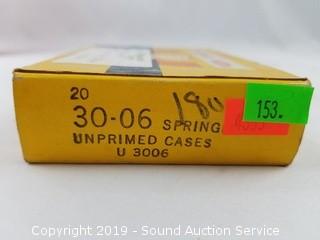 20
180
153.
30-06 SPRING
UNPRIMED CASES
U 3006
Copyright 2019 - Sound Auction Service